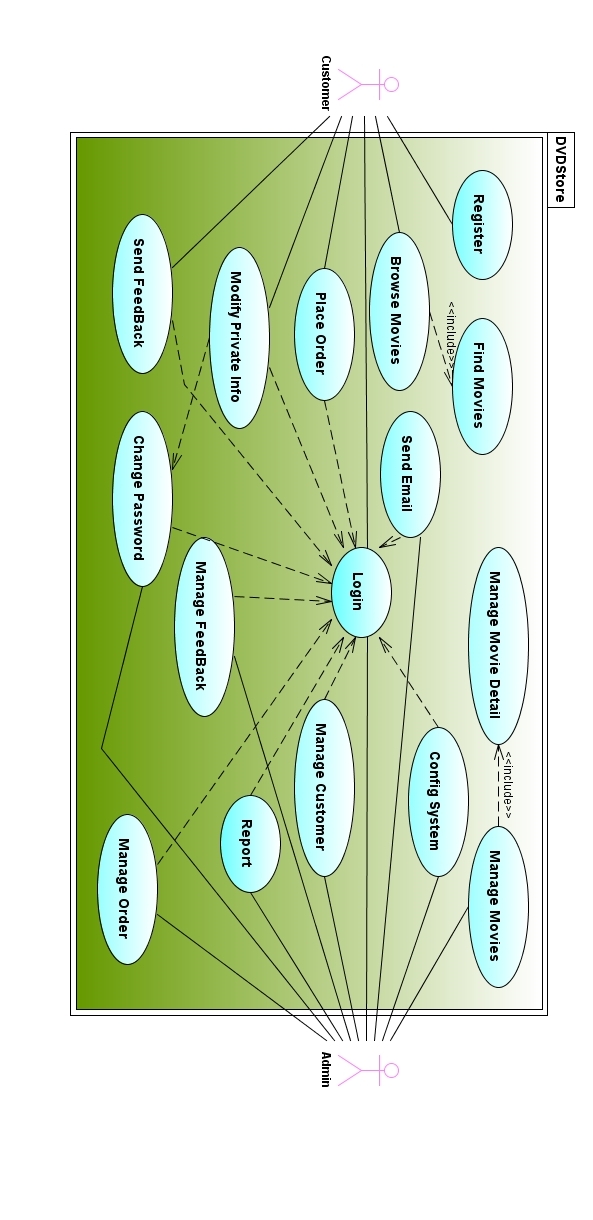 DVDStore
Customer
Admin
Register
Find Movies
<<include>>
Browse Movies
Send Email
Place Order
Modify Private Info
Send FeedBack
Change Password
Login
Manage FeedBack
Manage Movie Detail
<<include>>
Manage Movies
Config System
Manage Customer
Report
Manage Order